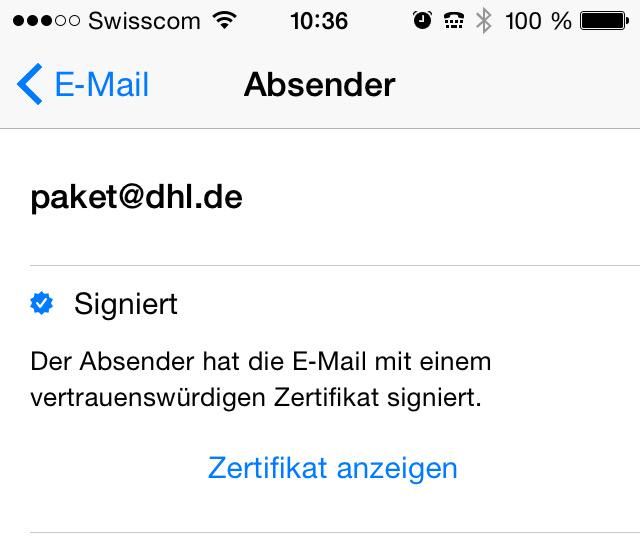 Swisscom 10:36 100 %
E-Mail Absender
paket@dhl.de
Signiert
Der Absender hat die E-Mail mit einem
vertrauenswürdigen Zertifikat signiert.
Zertifikat anzeigen